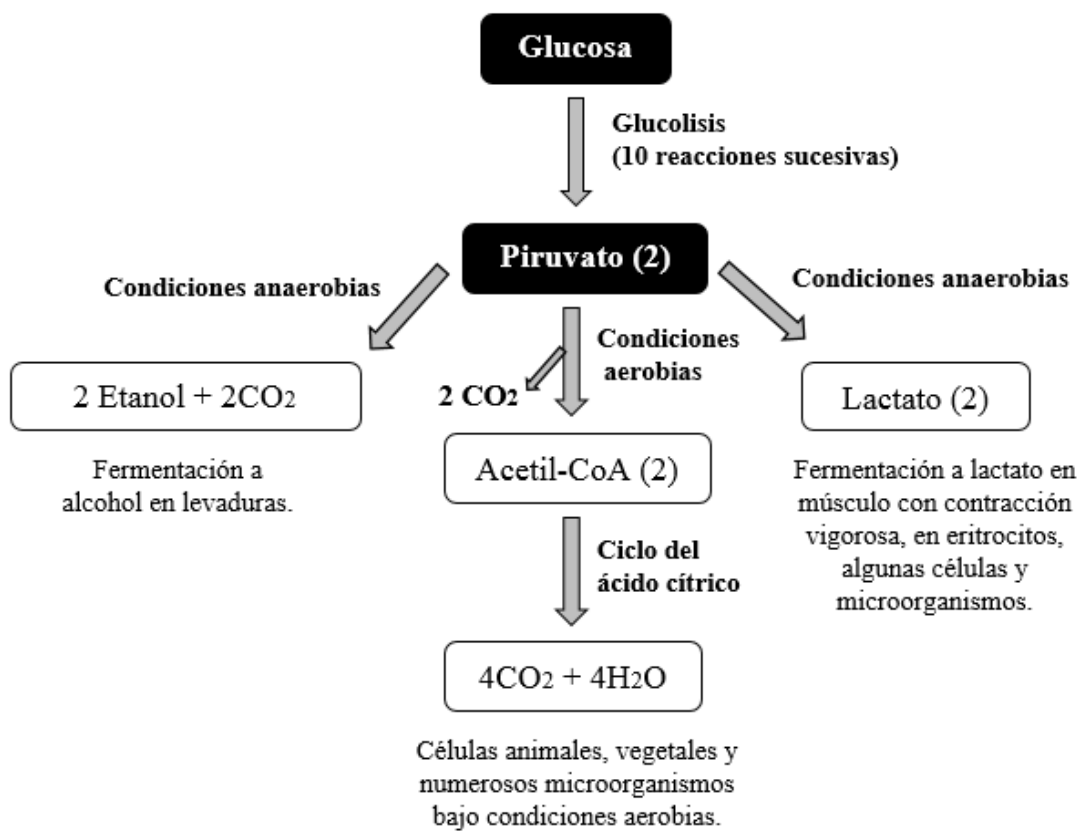 Glucosa
Glucolisis
(10 reacciones sucesivas)
Piruvato (2)
Condiciones anaerobias
Condiciones
aerobias
Condiciones anaerobias
2 CO₂
2 Etanol + 2CO₂
Fermentación a
alcohol en levaduras.
Acetil-CoA (2)
Lactato (2)
Fermentación a lactato en
músculo con contracción
vigorosa, en eritrocitos,
algunas células y
microorganismos.
Ciclo del
ácido cítrico
4CO₂ + 4H₂O
Células animales, vegetales y
numerosos microorganismos
bajo condiciones aerobias.